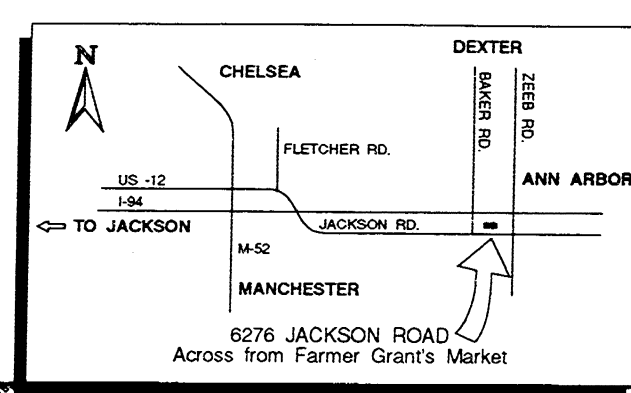 N
DEXTER
CHELSEA
BAKER RD.
ZEEB RD.
FLETCHER RD.
US -12
ANN ARBOR
I-94
TO JACKSON
JACKSON RD.
M-52
MANCHESTER
6276 JACKSON ROAD
Across from Farmer Grant's Market